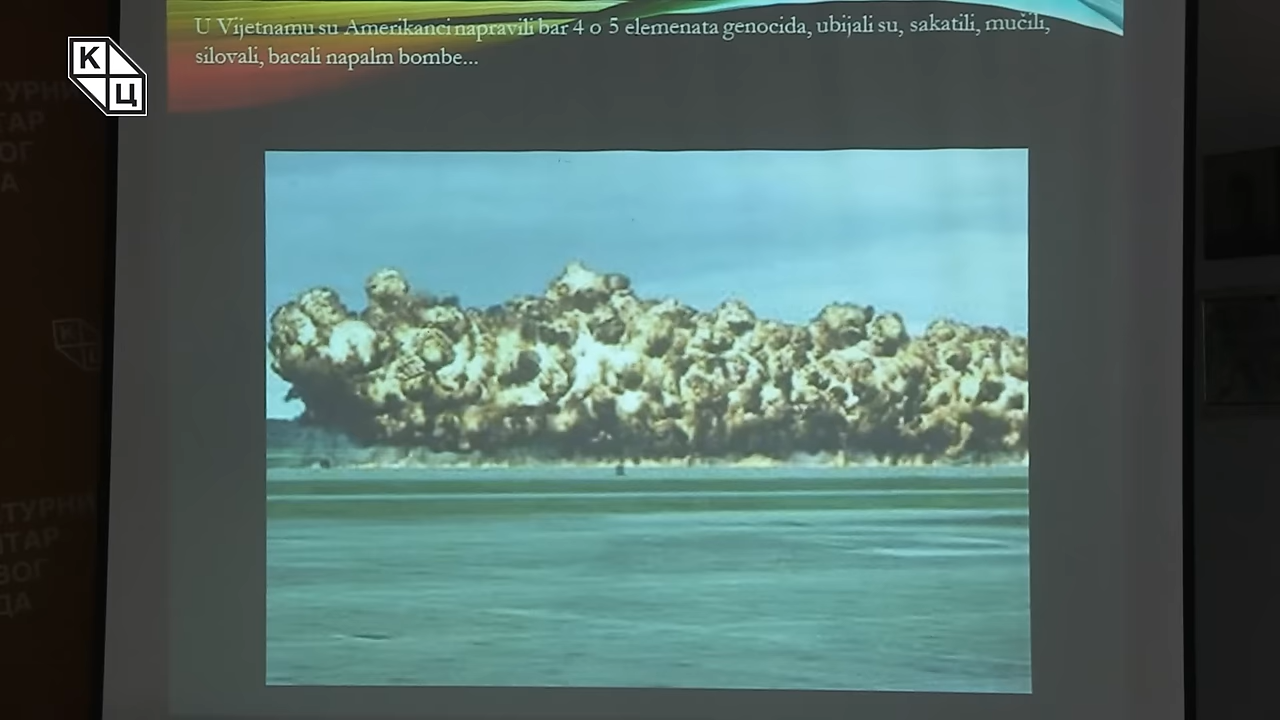 U Vijetnamu su Amerikanci napravili bar 4 o 5 elemenata genocida, ubijali su, sakatili, mučili,
silovali, bacali napalm bombe...
К
Ц